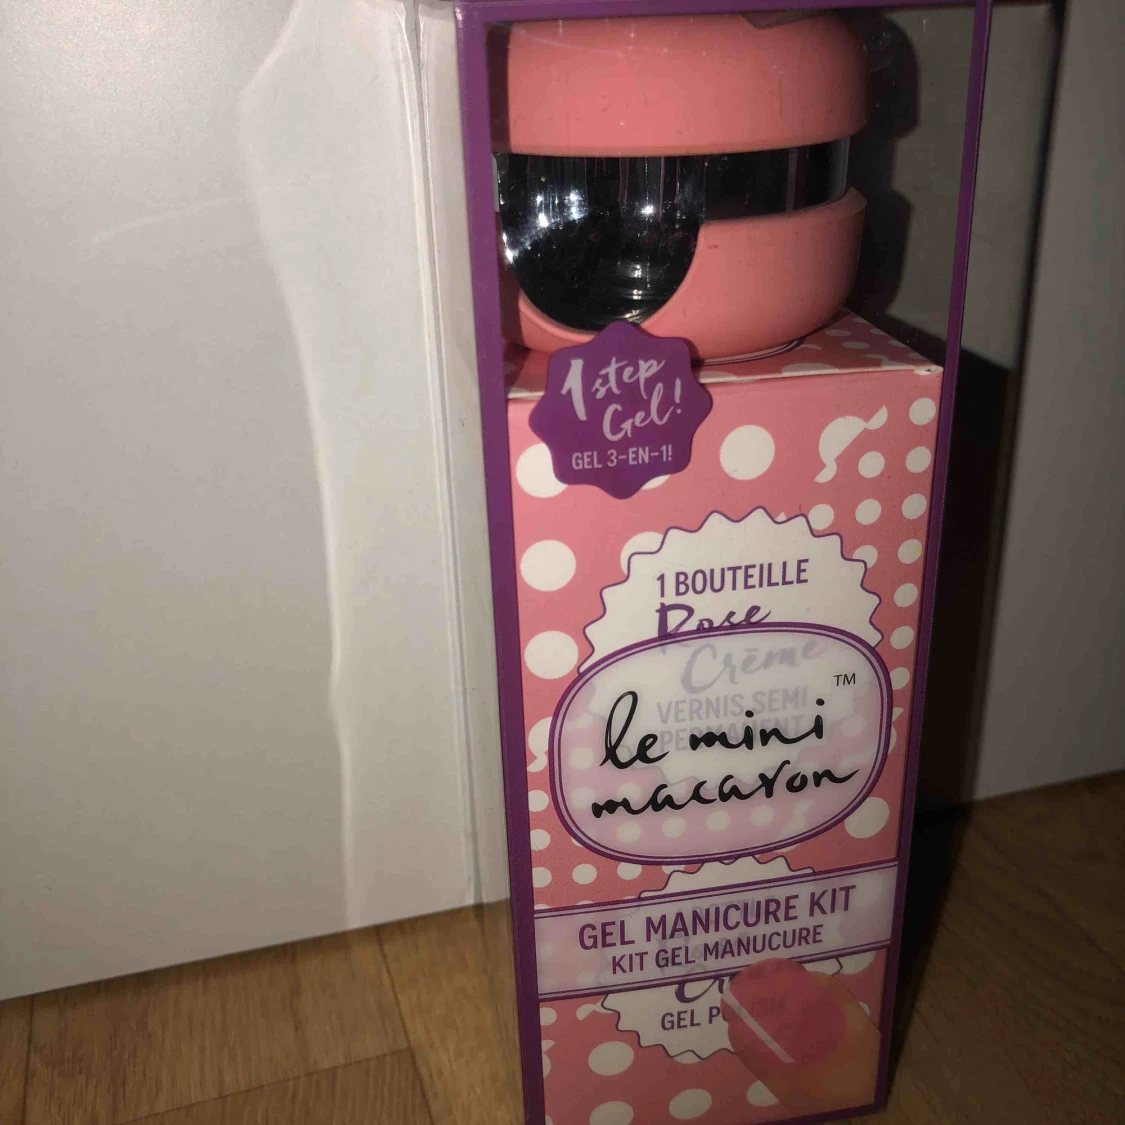 1 step
Gel!
GEL 3-EN-1!
1 BOUTEILLE
Rose
Crème
VERNIS SEMI
PERMANENT
le mini
macaron
TM
GEL MANICURE KIT
KIT GEL MANUCURE
GEL